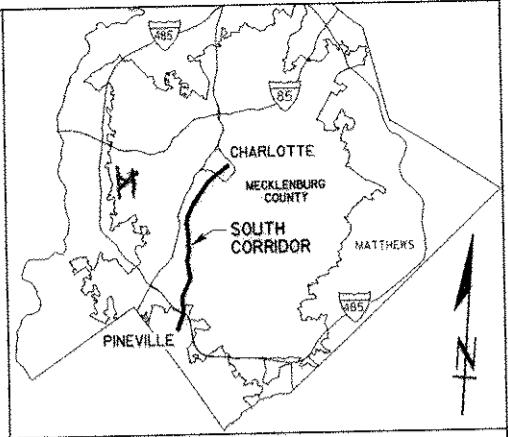 485
85
CHARLOTTE
MECKLENBURG
COUNTY
SOUTH
CORRIDOR
MATTHEWS
485
PINEVILLE
N